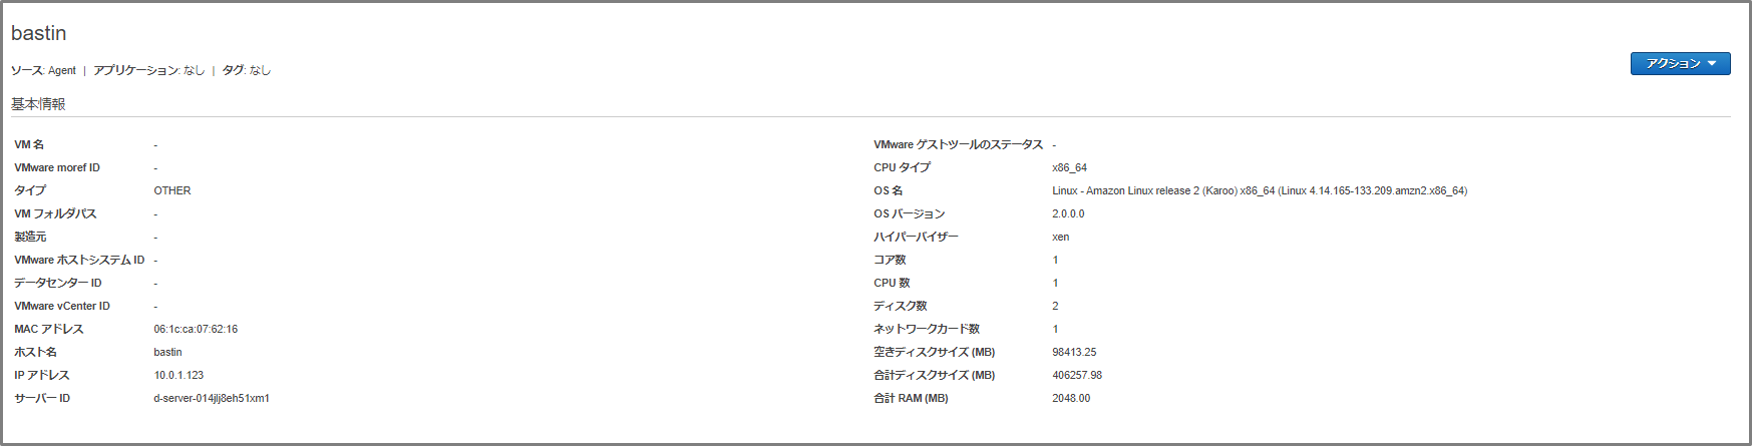 bastin
ソース: Agent | アプリケーション: なし | タグ: なし
アクション
基本情報
VM 名 -
VMware moref ID -
タイプ OTHER
VM フォルダパス -
製造元 -
VMware ホストシステム ID -
データセンター ID -
VMware vCenter ID -
MAC アドレス 06:1c:ca:07:62:16
ホスト名 bastin
IP アドレス 10.0.1.123
サーバー ID d-server-014jlj8eh51xm1
VMware ゲストツールのステータス -
CPU タイプ x86_64
OS 名 Linux - Amazon Linux release 2 (Karoo) x86_64 (Linux 4.14.165-133.209.amzn2.x86_64)
OS バージョン 2.0.0.0
ハイパーバイザー xen
コア数 1
CPU 数 1
ディスク数 2
ネットワークカード数 1
空きディスクサイズ (MB) 98413.25
合計ディスクサイズ (MB) 406257.98
合計 RAM (MB) 2048.00